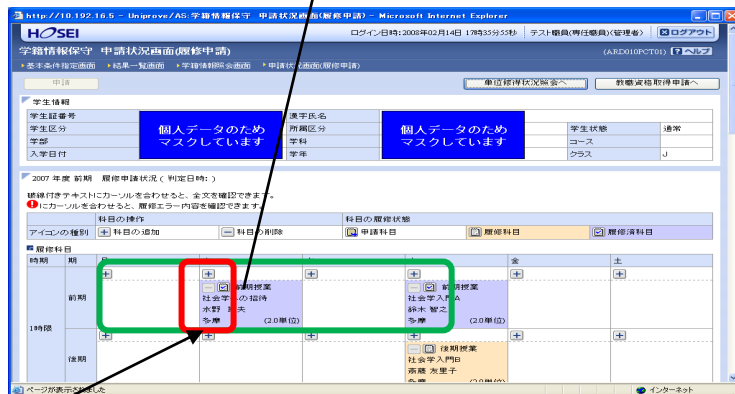 http://10.192.16.5 - Uniprove/AS:学籍情報保守 申請状況画面(履修申請) - Microsoft Internet Explorer
HOSEI
ログイン日時:2008年02月14日 17時35分55秒 テスト職員(専任職員)(管理者) ログアウト
学籍情報保守 申請状況画面(履修申請) (ARD010PCT01) ヘルプ
基本条件指定画面 結果一覧画面 学籍情報照会画面 申請状況画面(履修申請)
申請 単位修得状況照会へ 教職資格取得申請へ
学生情報
学生証番号 漢字氏名
学生区分 所属区分 学生状態 通常
学部 学科 コース
入学日付 学年 クラス J
個人データのため
マスクしています
個人データのため
マスクしています
2007 年度 前期 履修申請状況 ( 判定日時: )
破線付きテキストにカーソルを合わせると、全文を確認できます。
にカーソルを合わせると、履修エラー内容を確認できます。
科目の操作 科目の履修状態
アイコンの種別 科目の追加 科目の削除 申請科目 履修科目 履修済科目
履修科目
時限 期 金 土
1時限
前期
前期授業
社会学への招待
水野 夫
多摩 (2.0単位)
前期授業
社会学入門A
鈴木 智之
多摩 (2.0単位)
後期
後期授業
社会学入門B
斎藤 友里子
多摩 (2.0単位)
ページが表示されました インターネット